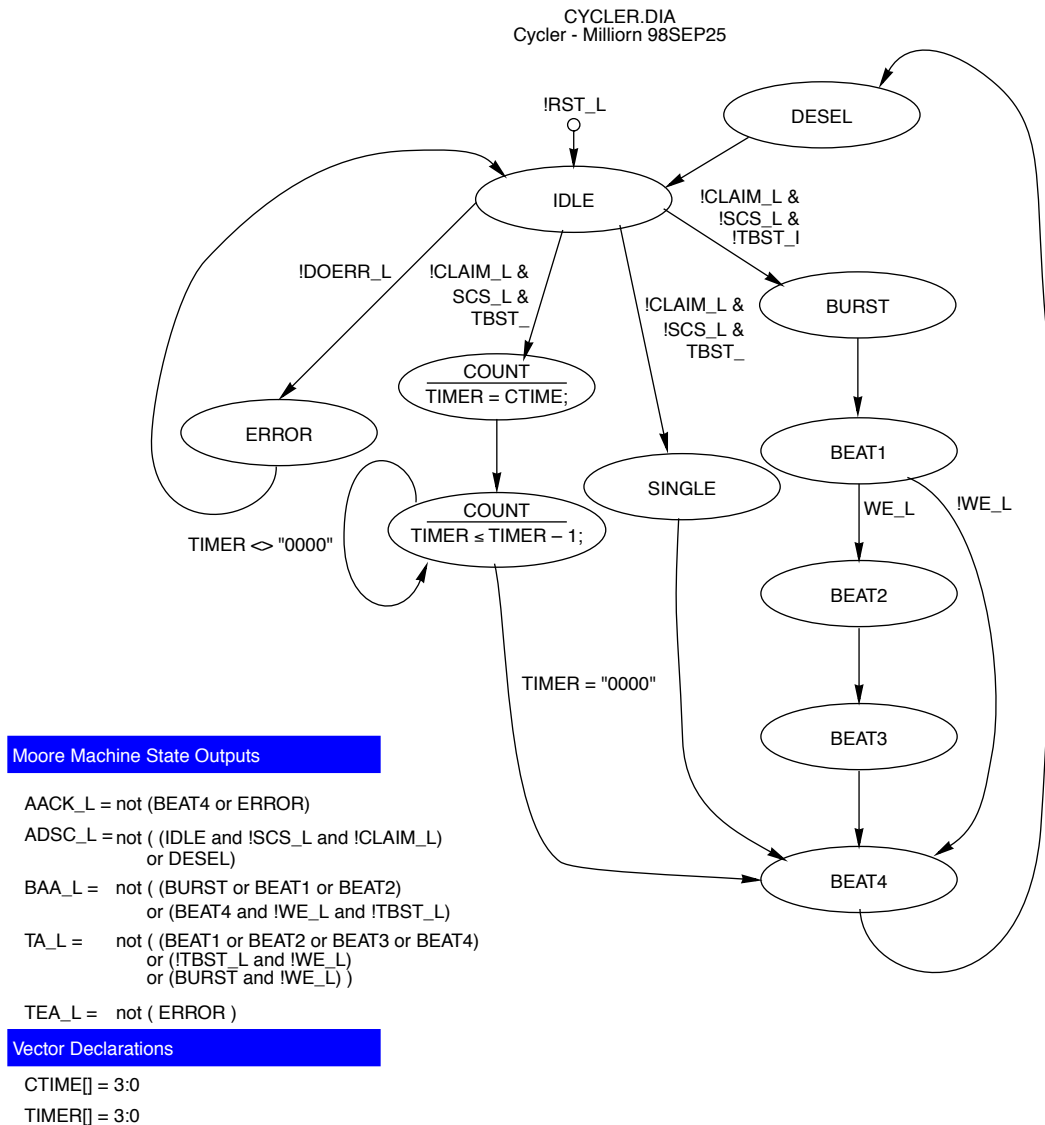 CYCLER.DIA
Cycler - Milliorn 98SEP25
!RST_L
DESEL
IDLE
!CLAIM_L &
!SCS_L &
!TBST_I
!DOERR_L
!CLAIM_L &
SCS_L &
TBST_
!CLAIM_L &
!SCS_L &
TBST_
BURST
COUNT
TIMER = CTIME;
ERROR
BEAT1
SINGLE
WE_L
!WE_L
COUNT
TIMER ≤ TIMER – 1;
TIMER <> "0000"
BEAT2
TIMER = "0000"
BEAT3
BEAT4
Moore Machine State Outputs
AACK_L = not (BEAT4 or ERROR)
ADSC_L = not ( (IDLE and !SCS_L and !CLAIM_L)
or DESEL)
BAA_L = not ( (BURST or BEAT1 or BEAT2)
or (BEAT4 and !WE_L and !TBST_L)
TA_L = not ( (BEAT1 or BEAT2 or BEAT3 or BEAT4)
or (!TBST_L and !WE_L)
or (BURST and !WE_L) )
TEA_L = not ( ERROR )
Vector Declarations
CTIME[] = 3:0
TIMER[] = 3:0